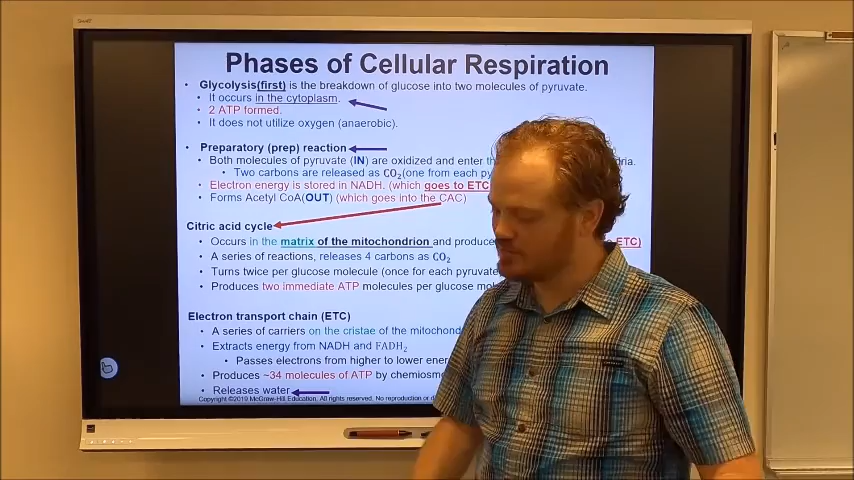 Phases of Cellular Respiration
• Glycolysis(first) is the breakdown of glucose into two molecules of pyruvate.
• It occurs in the cytoplasm.
• 2 ATP formed.
• It does not utilize oxygen (anaerobic).
• Preparatory (prep) reaction
• Both molecules of pyruvate (IN) are oxidized and enter the
• Two carbons are released as CO₂(one from each
• Electron energy is stored in NADH. (which goes to ETC
• Forms Acetyl CoA(OUT) (which goes into the CAC)
Citric acid cycle
• Occurs in the matrix of the mitochondrion and ETC)
• A series of reactions, releases 4 carbons as CO₂
• Turns twice per glucose molecule (once for each pyruvate
• Produces two immediate ATP molecules per glucose
Electron transport chain (ETC)
• A series of carriers on the cristae of the
• Extracts energy from NADH and FADH₂
• Passes electrons from higher to lower
• Produces ~34 molecules of ATP by
• Releases water
Copyright ©2019 McGraw-Hill Education. All rights reserved. No reproduction or